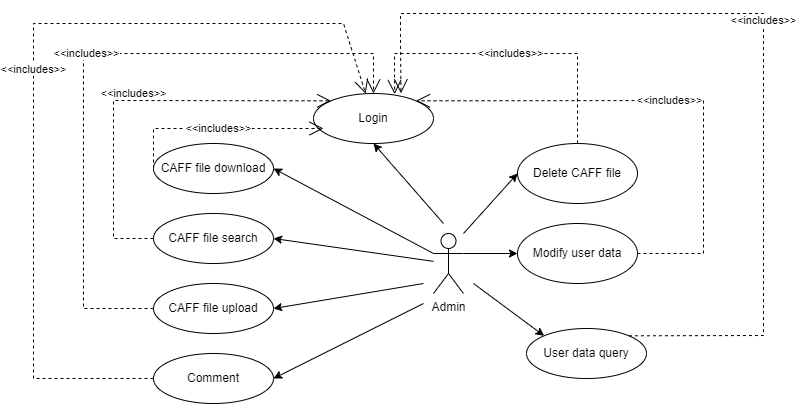 <<includes>>
<<includes>>
<<includes>>
<<includes>>
<<includes>>
<<includes>>
Login
<<includes>>
CAFF file download
Delete CAFF file
CAFF file search
Modify user data
CAFF file upload
Admin
User data query
Comment